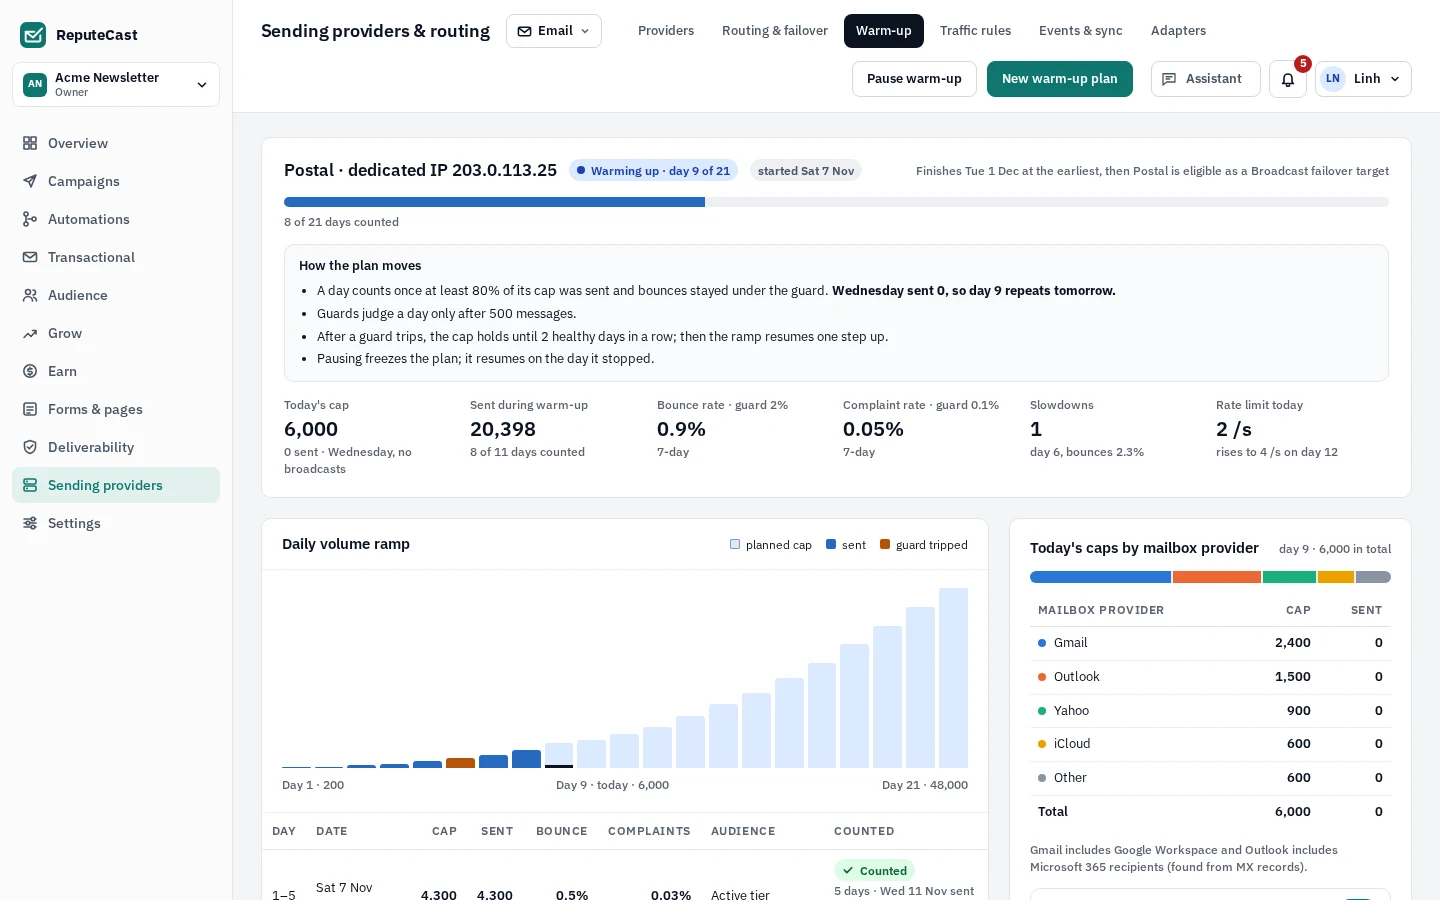 ReputeCast
AN
Acme Newsletter
Owner
Overview
Campaigns
Automations
Transactional
Audience
Grow
Earn
Forms & pages
Deliverability
Sending providers
Settings
Sending providers & routing
Email
Providers
Routing & failover
Warm-up
Traffic rules
Events & sync
Adapters
Pause warm-up
New warm-up plan
Assistant
5
LN
Linh
Postal · dedicated IP 203.0.113.25
Warming up · day 9 of 21
started Sat 7 Nov
Finishes Tue 1 Dec at the earliest, then Postal is eligible as a Broadcast failover target
8 of 21 days counted
How the plan moves
• A day counts once at least 80% of its cap was sent and bounces stayed under the guard. Wednesday sent 0, so day 9 repeats tomorrow.
• Guards judge a day only after 500 messages.
• After a guard trips, the cap holds until 2 healthy days in a row; then the ramp resumes one step up.
• Pausing freezes the plan; it resumes on the day it stopped.
Today's cap
6,000
0 sent · Wednesday, no
broadcasts
Sent during warm-up
20,398
8 of 11 days counted
Bounce rate · guard 2%
0.9%
7-day
Complaint rate · guard 0.1%
0.05%
7-day
Slowdowns
1
day 6, bounces 2.3%
Rate limit today
2 /s
rises to 4 /s on day 12
Daily volume ramp
planned cap
sent
guard tripped
Day 1 · 200
Day 9 · today · 6,000
Day 21 · 48,000
DAY DATE CAP SENT BOUNCE COMPLAINTS AUDIENCE COUNTED
Counted
1–5 Sat 7 Nov 4,300 4,300 0.5% 0.03% Active tier 5 days · Wed 11 Nov sent
Today's caps by mailbox provider
day 9 · 6,000 in total
MAILBOX PROVIDER CAP SENT
Gmail 2,400 0
Outlook 1,500 0
Yahoo 900 0
iCloud 600 0
Other 600 0
Total 6,000 0
Gmail includes Google Workspace and Outlook includes
Microsoft 365 recipients (found from MX records).